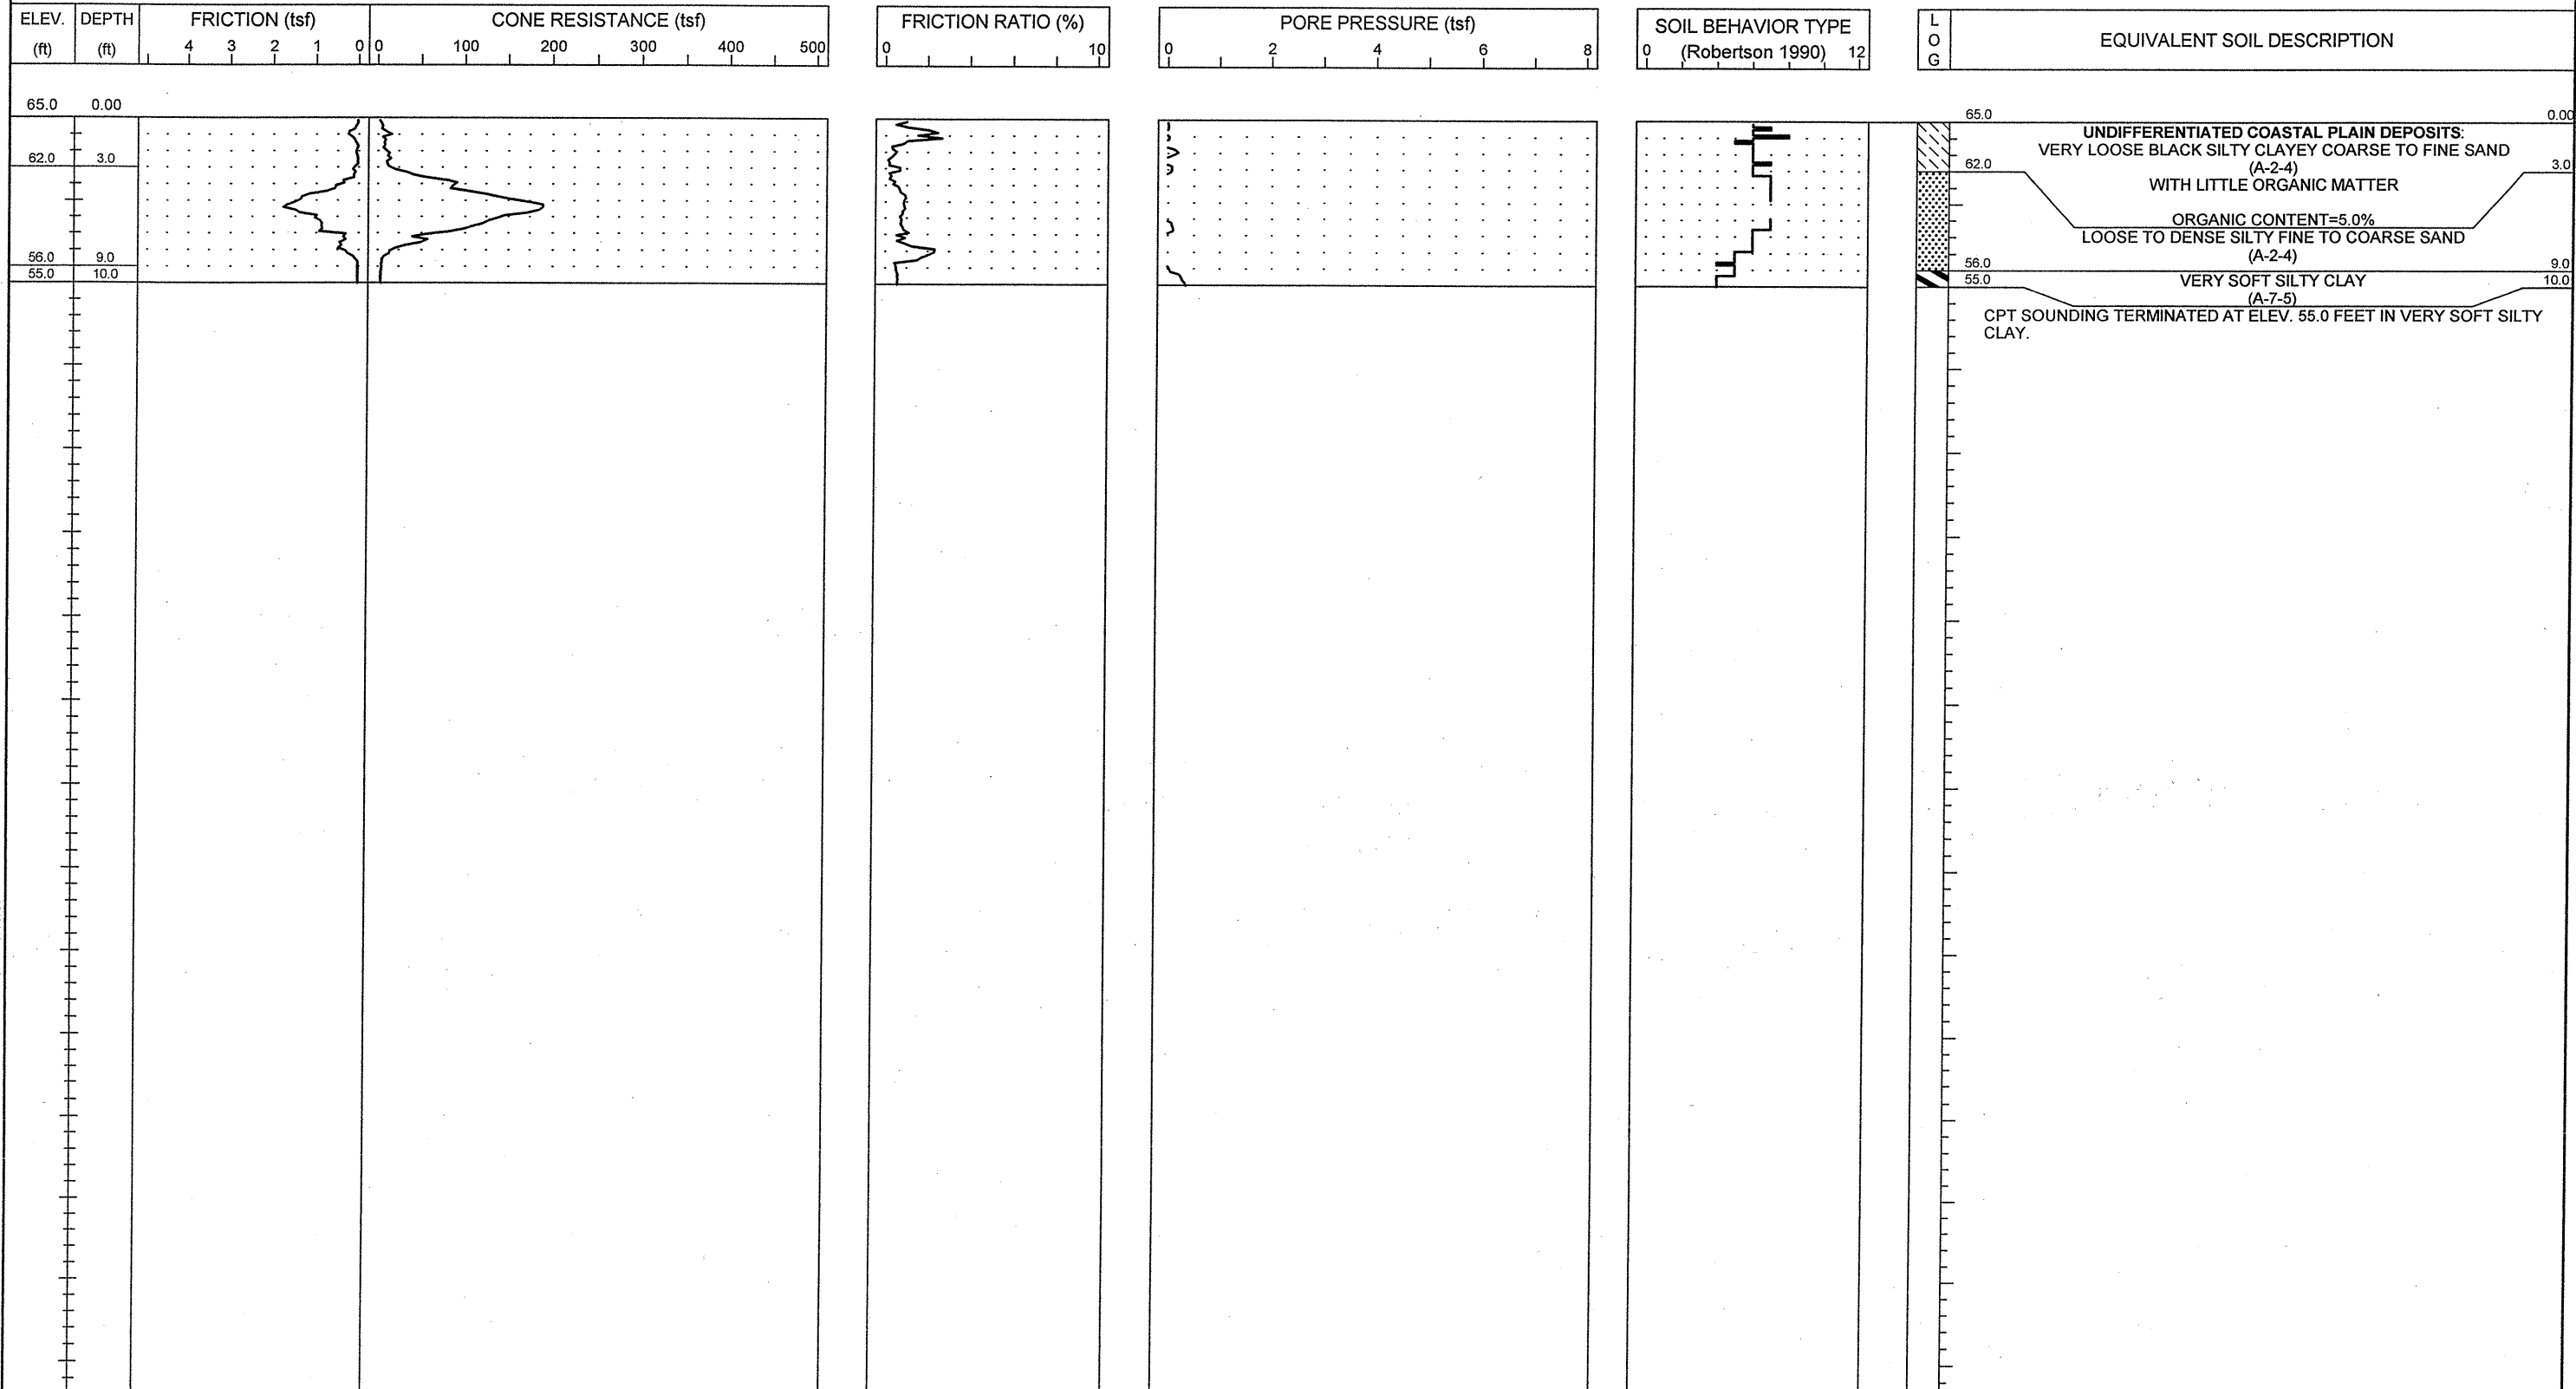 ELEV. DEPTH FRICTION (tsf) CONE RESISTANCE (tsf) FRICTION RATIO (%) PORE PRESSURE (tsf) SOIL BEHAVIOR TYPE L
(ft) (ft) 4 3 2 1 0 0 100 200 300 400 500 0 10 0 2 4 6 8 0 (Robertson 1990) 12 O EQUIVALENT SOIL DESCRIPTION
G
65.0 0.00
65.0 0.00
UNDIFFERENTIATED COASTAL PLAIN DEPOSITS:
VERY LOOSE BLACK SILTY CLAYEY COARSE TO FINE SAND
62.0 3.0
62.0 (A-2-4) 3.0
WITH LITTLE ORGANIC MATTER
ORGANIC CONTENT=5.0%
LOOSE TO DENSE SILTY FINE TO COARSE SAND
(A-2-4)
56.0 9.0
56.0 9.0
55.0 10.0
55.0 VERY SOFT SILTY CLAY 10.0
(A-7-5)
CPT SOUNDING TERMINATED AT ELEV. 55.0 FEET IN VERY SOFT SILTY
CLAY.